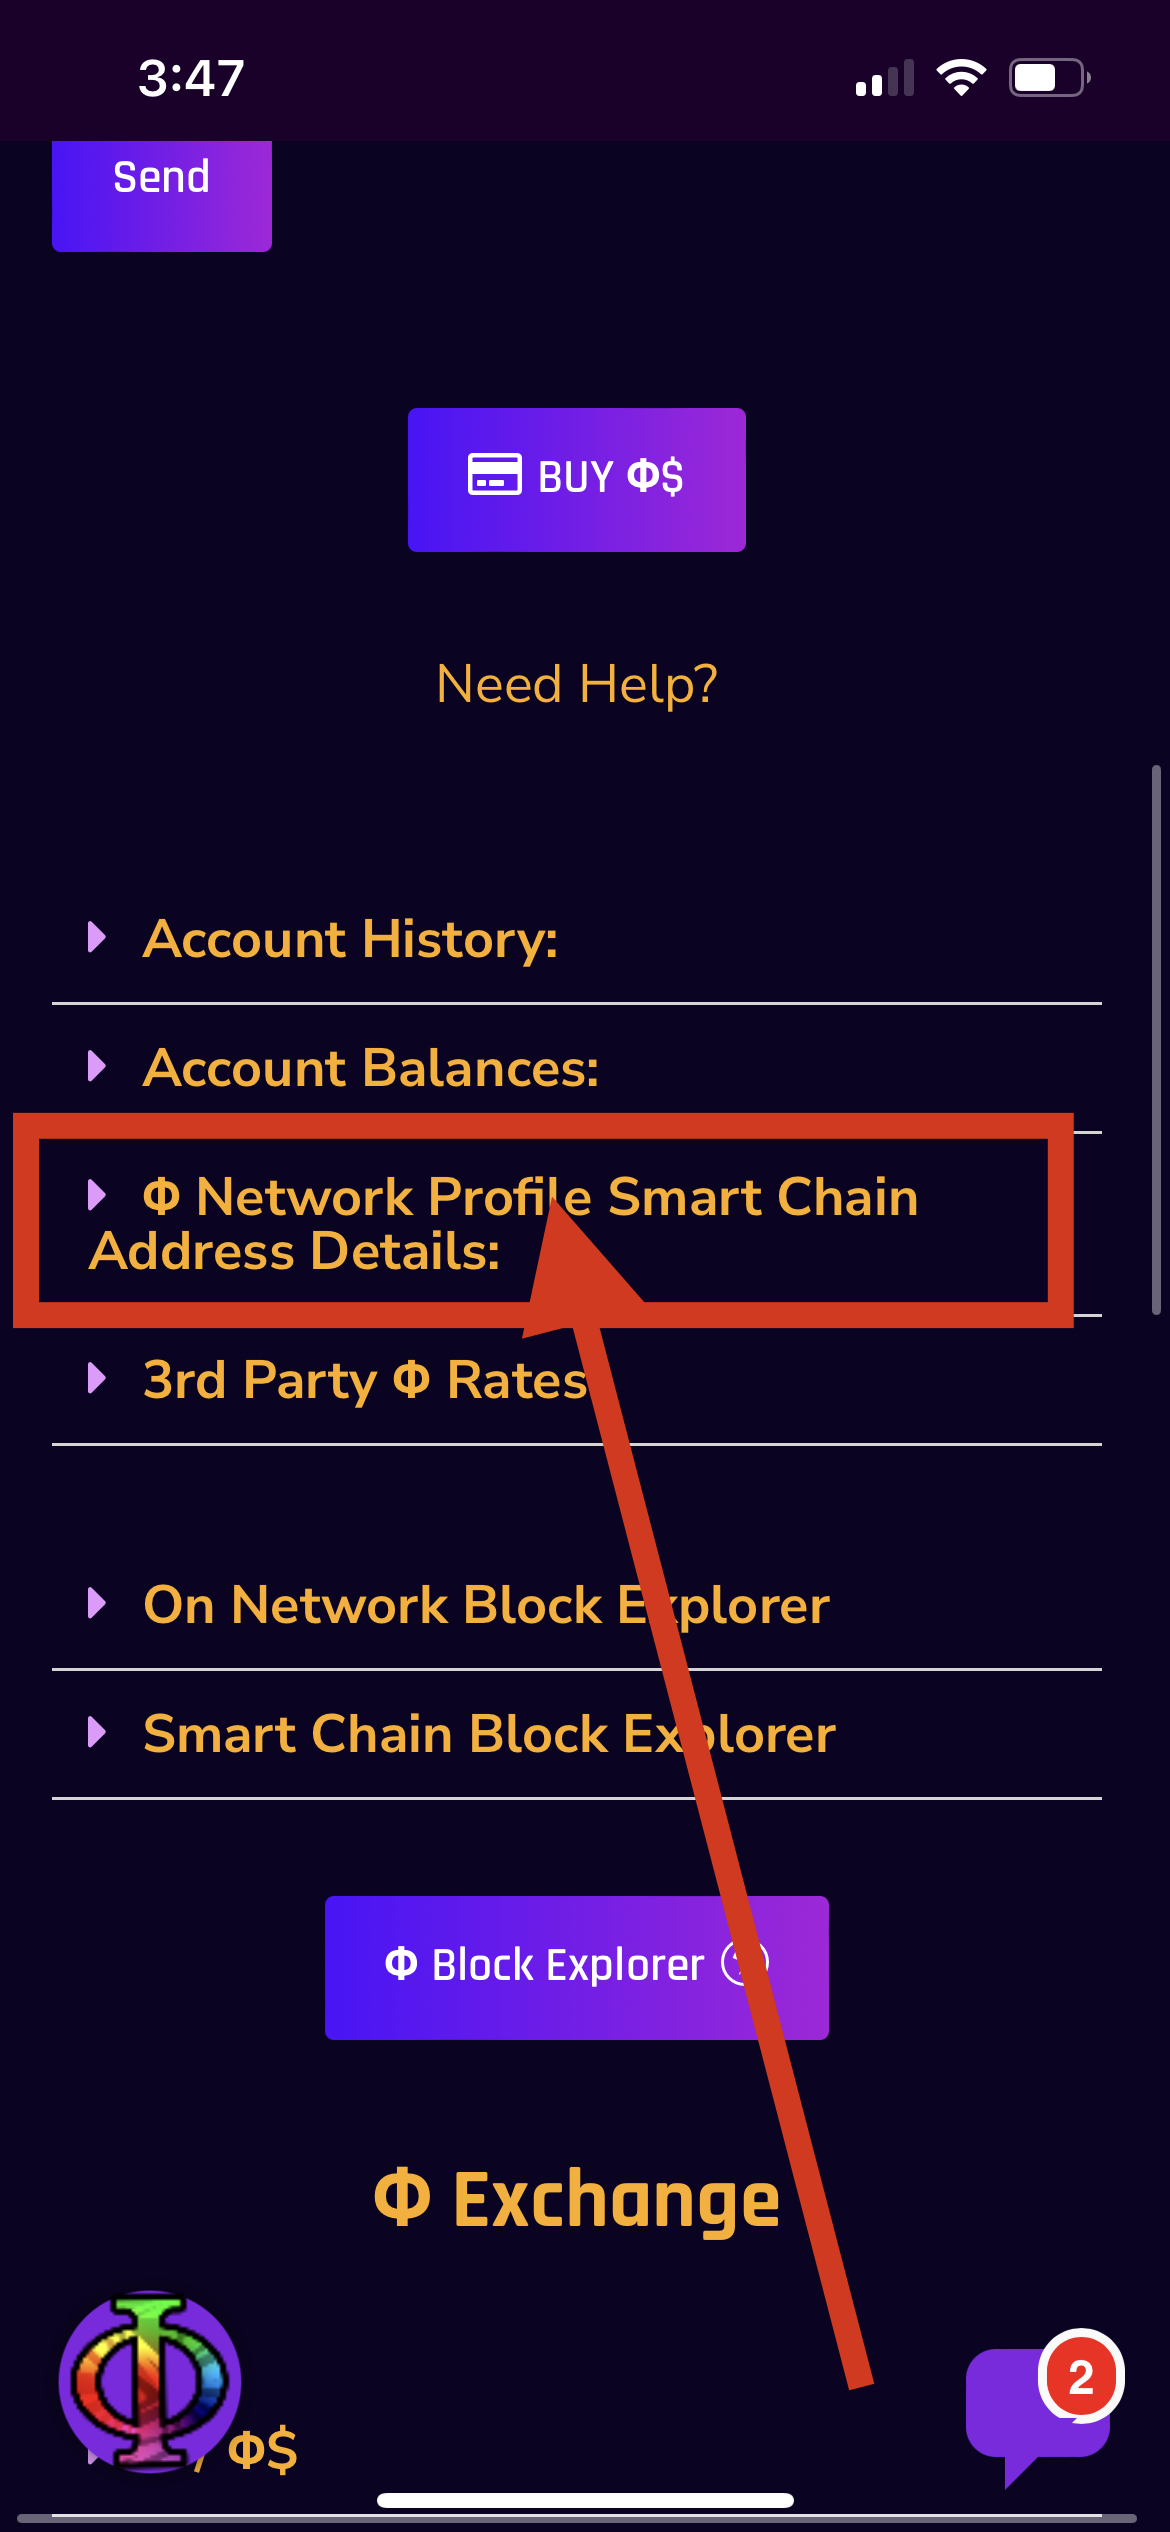 3:47
Send
BUY Φ$
Need Help?
Account History:
Account Balances:
Φ Network Profile Smart Chain
Address Details:
3rd Party Φ Rates
On Network Block Explorer
Smart Chain Block Explorer
Φ Block Explorer
Φ Exchange
2
Φ$